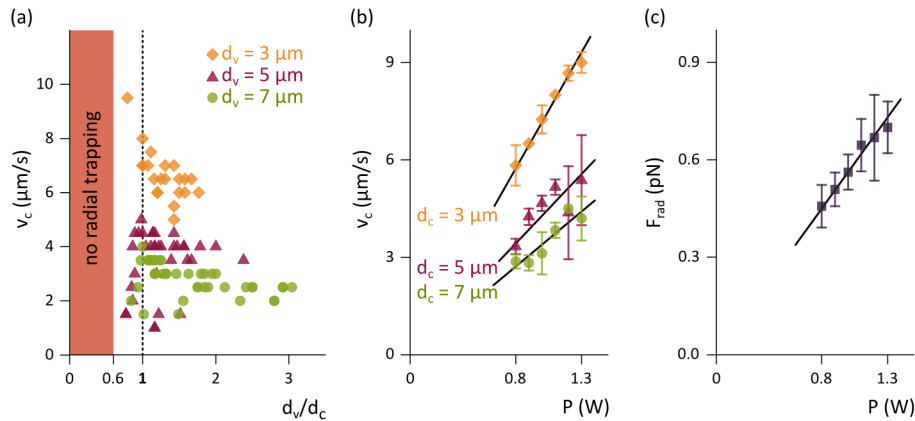 (a)
10
8
6
4
2
0
v_c (μm/s)
no radial trapping
d_v = 3 μm
d_v = 5 μm
d_v = 7 μm
0
0.6
1
2
3
d_v/d_c
(b)
9
6
3
0
v_c (μm/s)
d_c = 3 μm
d_c = 5 μm
d_c = 7 μm
0.8
1.3
P (W)
(c)
0.9
0.6
0.3
0.0
F_rad (pN)
0.8
1.3
P (W)